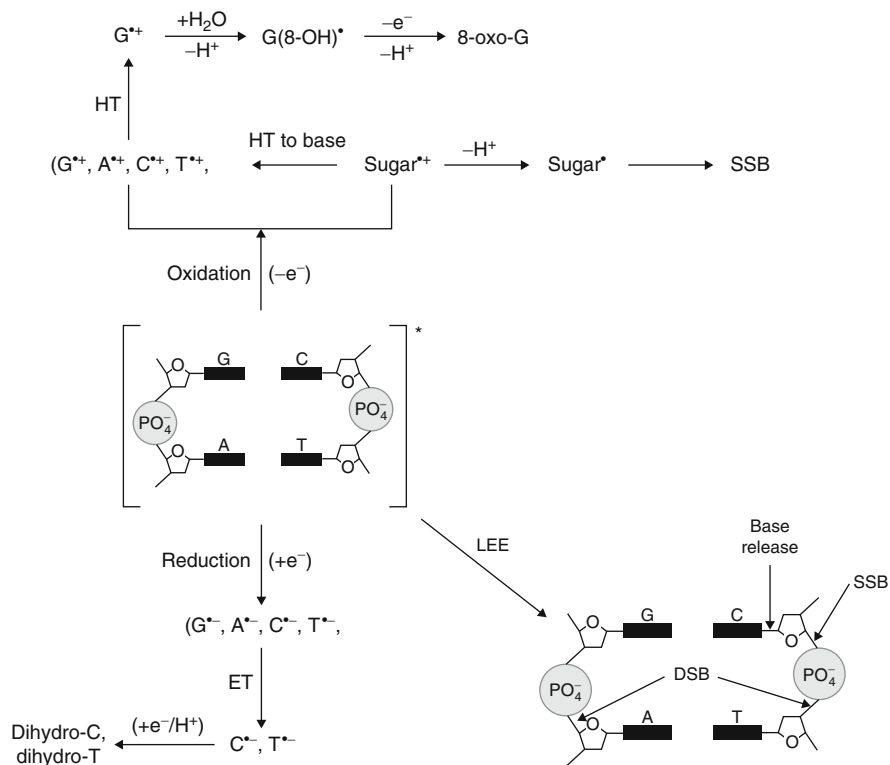 +H₂O
G•⁺ −H⁺ G(8-OH)• −e⁻ −H⁺ 8-oxo-G
HT
HT to base
(G•⁺, A•⁺, C•⁺, T•⁺, Sugar•⁺ −H⁺ Sugar• SSB
Oxidation (−e⁻)
*
G C
O O
PO₄⁻ PO₄⁻
A T
O O
Reduction (+e⁻)
LEE
Base
release
SSB
(G•⁻, A•⁻, C•⁻, T•⁻,
G C
O O
ET
DSB
PO₄⁻ PO₄⁻
(+e⁻/H⁺)
Dihydro-C,
dihydro-T
C•⁻, T•⁻
A T
O O